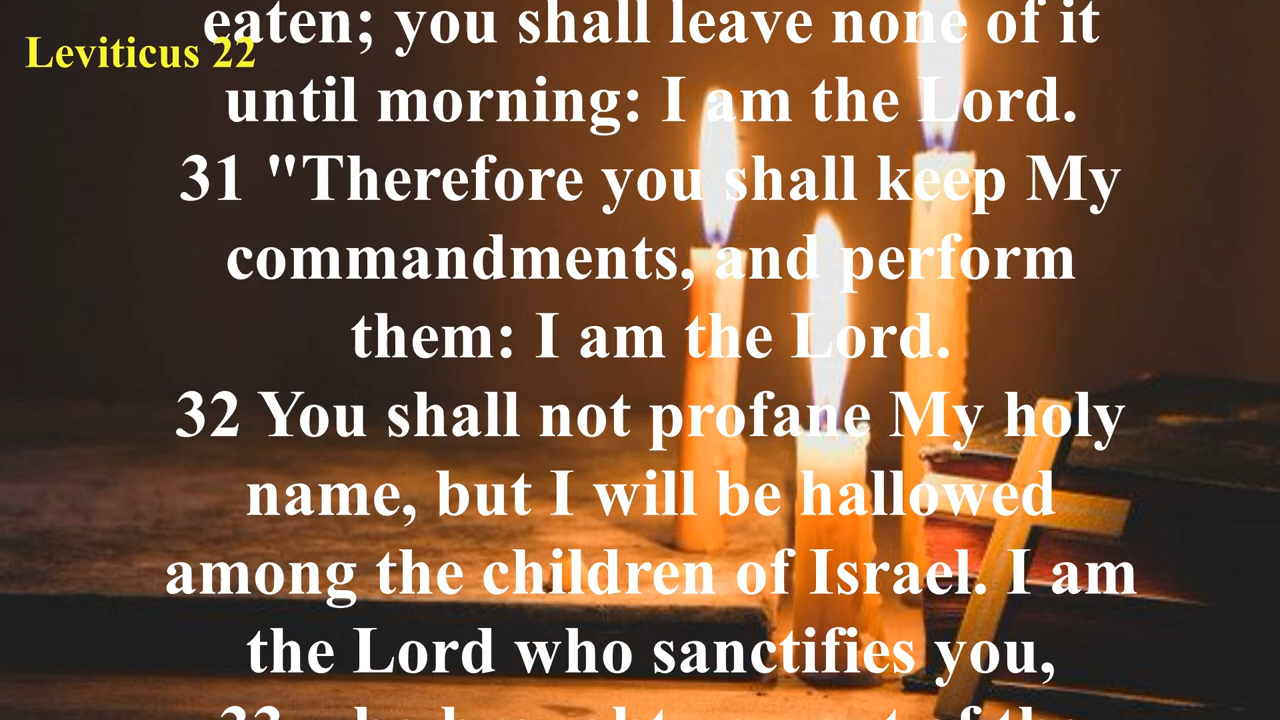 Leviticus 22
eaten; you shall leave none of it
until morning: I am the Lord.
31 "Therefore you shall keep My
commandments, and perform
them: I am the Lord.
32 You shall not profane My holy
name, but I will be hallowed
among the children of Israel. I am
the Lord who sanctifies you,